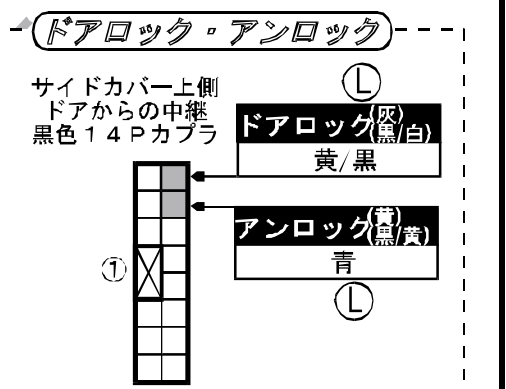 ドアロック・アンロック
サイドカバー上側
ドアからの中継
黒色14Pカプラ
Ⓛ
ドアロック(灰)(黒/白)
黄/黒
アンロック(黄)(黒/黄)
青
①
Ⓛ